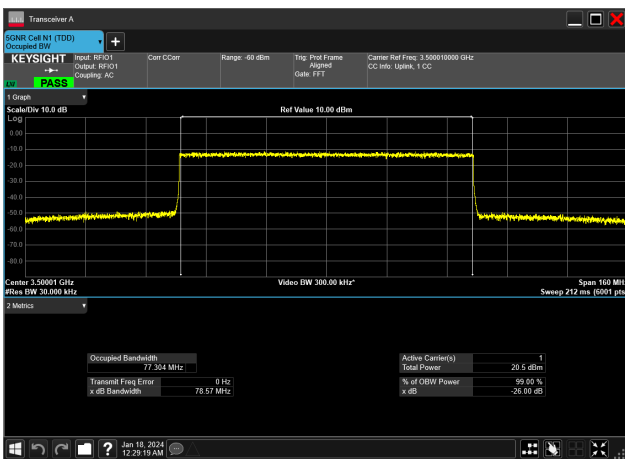 Transceiver A
5GNR Cell N1 (TDD)
Occupied BW
KEYSIGHT
Input: RFIO1
Output: RFIO1
Coupling: AC
Corr CCorr
Range: -60 dBm
Trig: Prot Frame
Aligned
Gate: FFT
Carrier Ref Freq: 3.500010000 GHz
CC Info: Uplink, 1 CC
PASS
1 Graph
Scale/Div 10.0 dB
Ref Value 10.00 dBm
Log
0.00
-10.0
-20.0
-30.0
-40.0
-50.0
-60.0
-70.0
-80.0
Center 3.50001 GHz
#Res BW 30.000 kHz
Video BW 300.00 kHz*
Span 160 MHz
Sweep 212 ms (6001 pts
2 Metrics
Occupied Bandwidth
77.304 MHz
Transmit Freq Error 0 Hz
x dB Bandwidth 78.57 MHz
Active Carrier(s) 1
Total Power 20.5 dBm
% of OBW Power 99.00 %
x dB -26.00 dB
Jan 18, 2024
12:29:19 AM